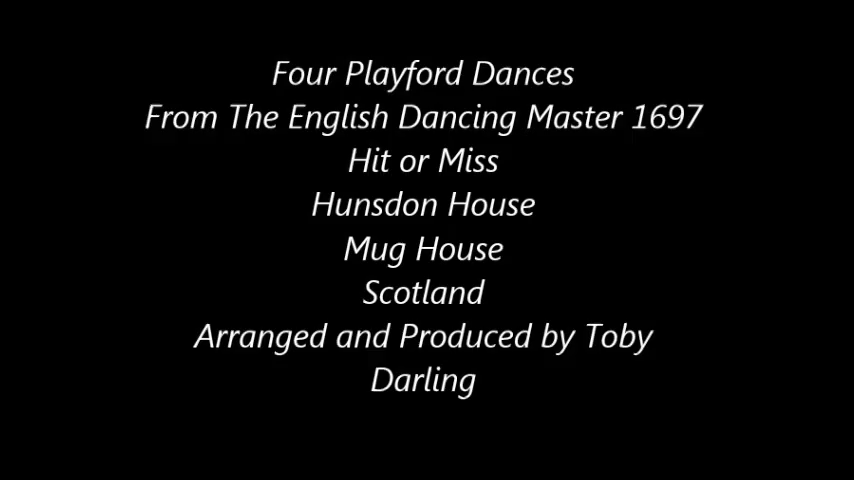 Four Playford Dances
From The English Dancing Master 1697
Hit or Miss
Hunsdon House
Mug House
Scotland
Arranged and Produced by Toby
Darling